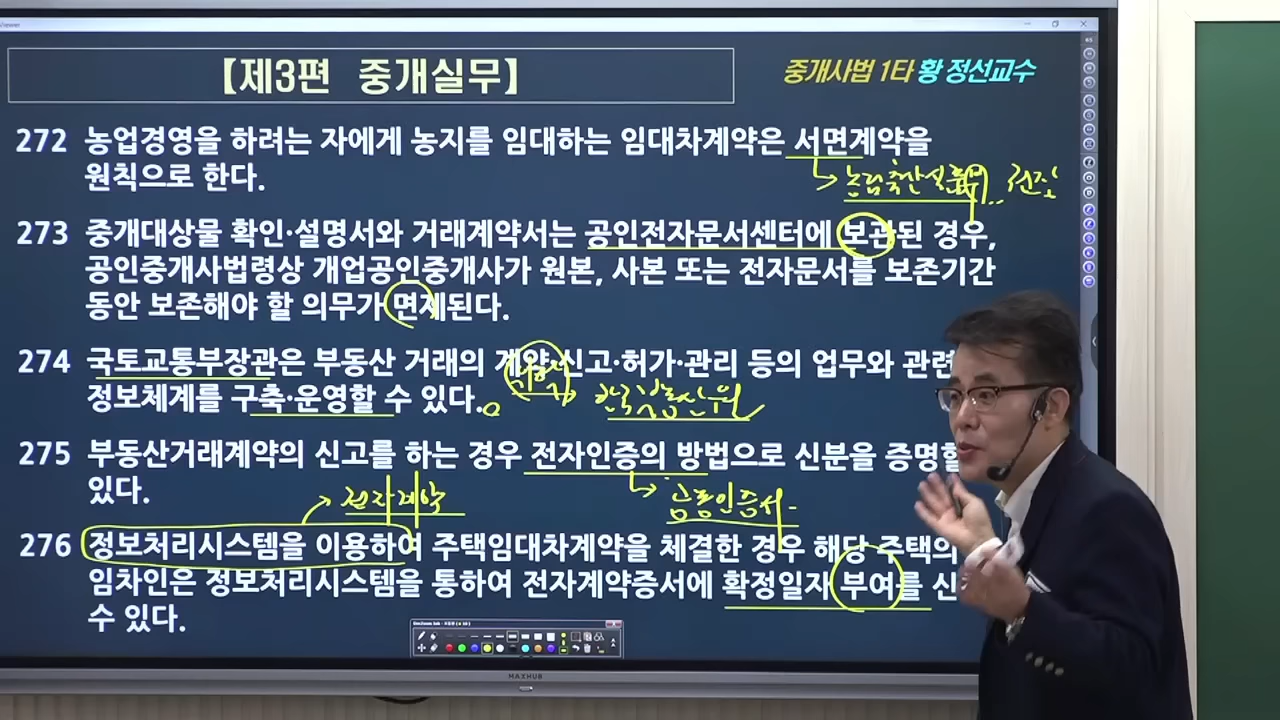 【제3편 중개실무】
중개사법 1타 황 정선교수
272 농업경영을 하려는 자에게 농지를 임대하는 임대차계약은 서면계약을
원칙으로 한다.
273 중개대상물 확인·설명서와 거래계약서는 공인전자문서센터에 보관된 경우,
공인중개사법령상 개업공인중개사가 원본, 사본 또는 전자문서를 보존기간
동안 보존해야 할 의무가 면제된다.
274 국토교통부장관은 부동산 거래의 계약·신고·허가·관리 등의 업무와 관련
정보체계를 구축·운영할 수 있다.
한국부동산원
275 부동산거래계약의 신고를 하는 경우 전자인증의 방법으로 신분을 증명할
있다.
전자계약
공동인증서
276 정보처리시스템을 이용하여 주택임대차계약을 체결한 경우 해당 주택의
임차인은 정보처리시스템을 통하여 전자계약증서에 확정일자 부여를 신
수 있다.
MAXHUB